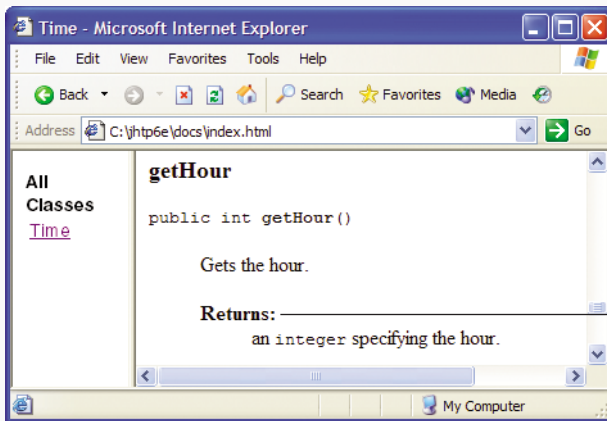 Time - Microsoft Internet Explorer
File Edit View Favorites Tools Help
Back Search Favorites Media
Address C:\jhtp6e\docs\index.html Go
All
Classes
Time
getHour
public int getHour()
Gets the hour.
Returns:
an integer specifying the hour.
My Computer